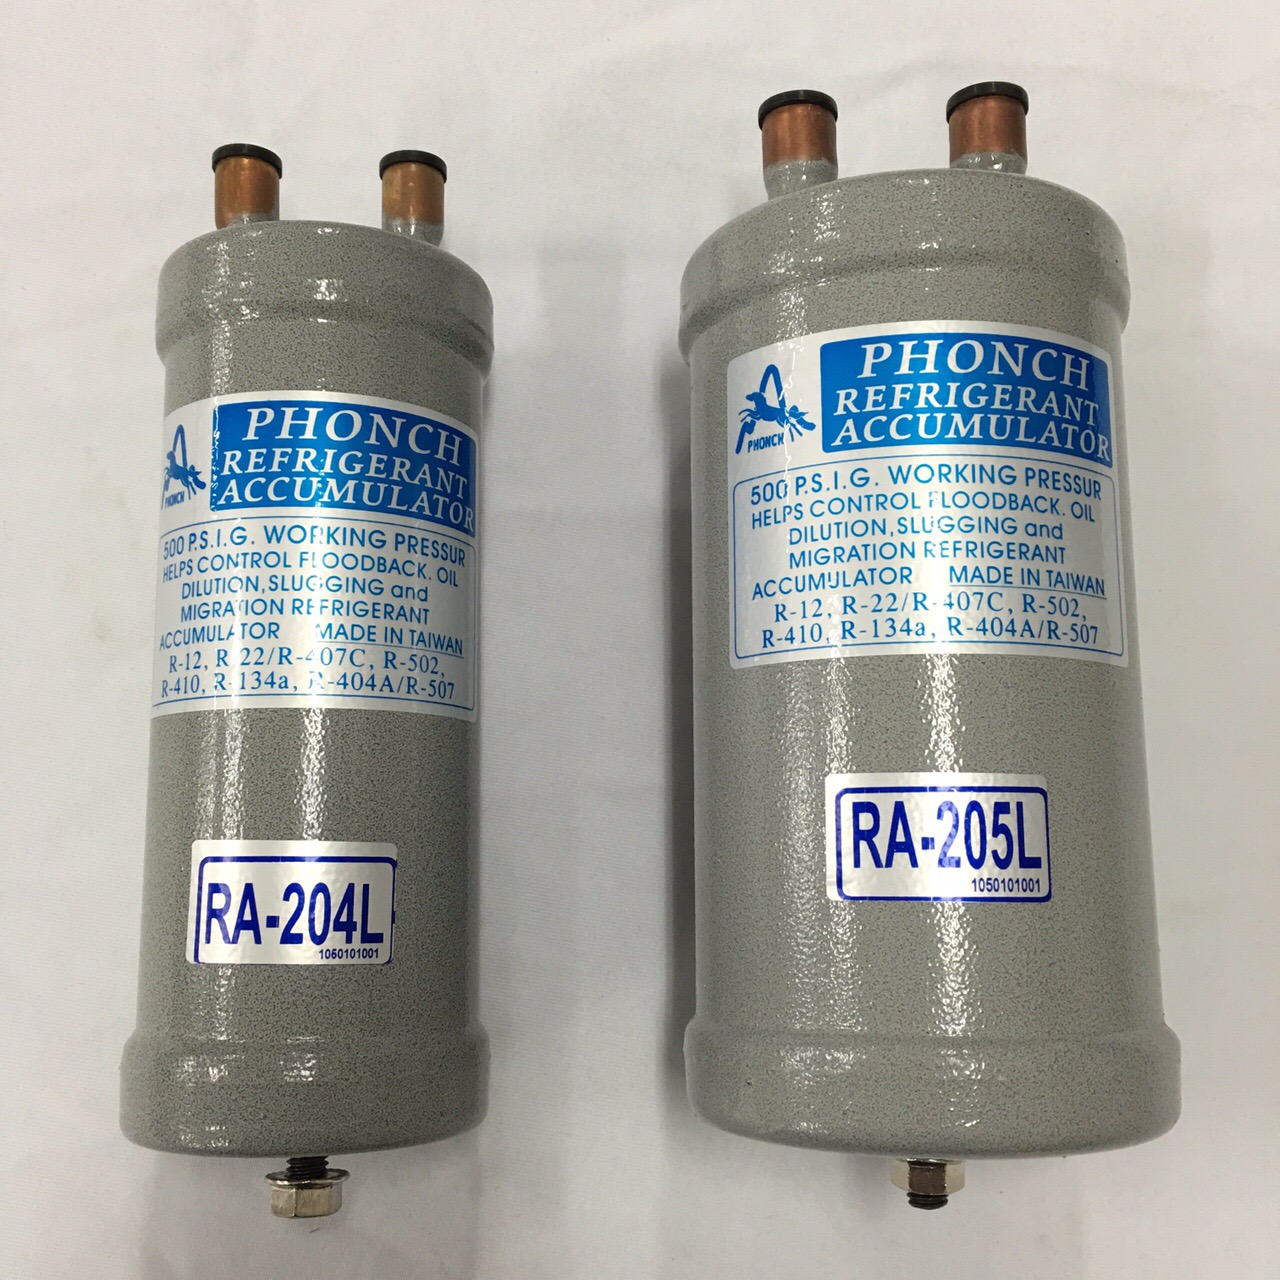 PHONCH
PHONCH
REFRIGERANT
ACCUMULATOR
500 P.S.I.G. WORKING PRESSUR
HELPS CONTROL FLOODBACK. OIL
DILUTION,SLUGGING and
MIGRATION REFRIGERANT
ACCUMULATOR MADE IN TAIWAN
R-12, R-22/R-407C, R-502,
R-410, R-134a, R-404A/R-507
RA-204L
1060101001
PHONCH
PHONCH
REFRIGERANT
ACCUMULATOR
500 P.S.I.G. WORKING PRESSUR
HELPS CONTROL FLOODBACK. OIL
DILUTION,SLUGGING and
MIGRATION REFRIGERANT
ACCUMULATOR MADE IN TAIWAN
R-12, R-22/R-407C, R-502,
R-410, R-134a, R-404A/R-507
RA-205L
1050101001